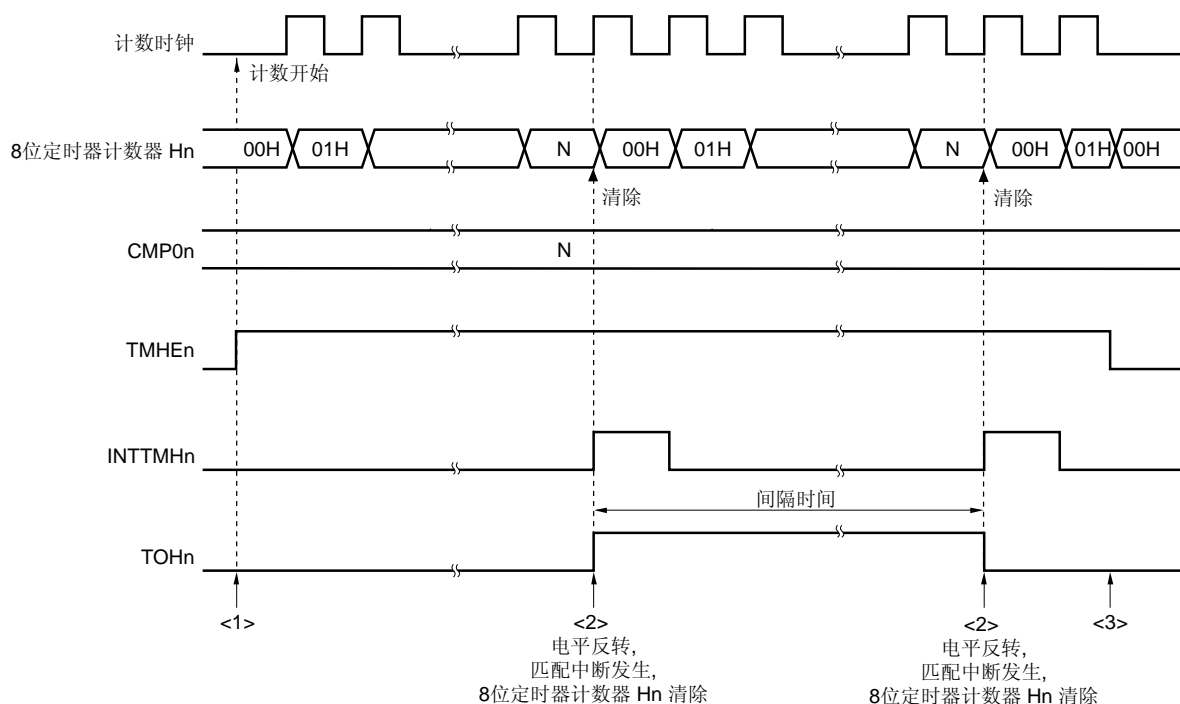 计数时钟
计数开始
8位定时器计数器 Hn
00H 01H N 00H 01H N 00H 01H 00H
清除 清除
CMP0n
N
TMHEn
INTTMHn
间隔时间
TOHn
<1> <2> <2> <3>
电平反转, 电平反转,
匹配中断发生, 匹配中断发生,
8位定时器计数器 Hn 清除 8位定时器计数器 Hn 清除